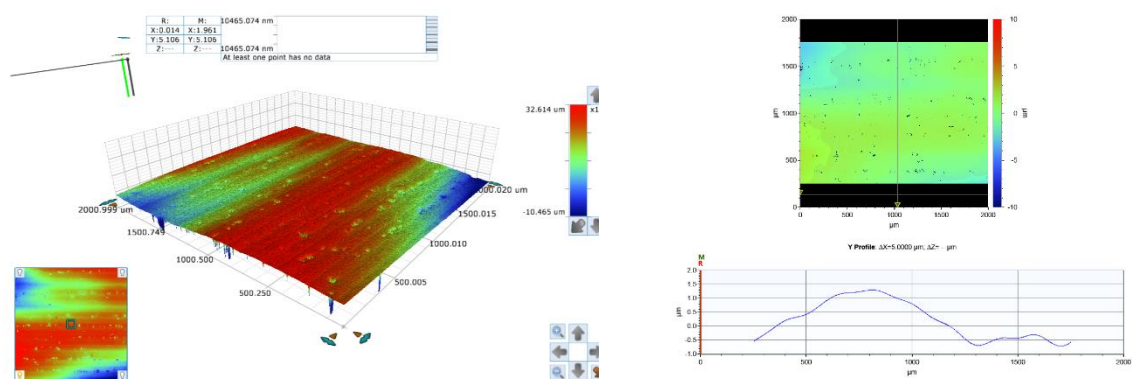 R: M: 10465.074 nm
X:0.014 X:1.961
Y:5.106 Y:5.106
Z:--- Z:--- 10465.074 nm
At least one point has no data
32.614 um x1
-10.465 um
2000.999 um
1500.749
1000.500
500.250
500.005
1000.010
1500.015
2000.020 um
2000
1500
1000
500
0
µm
0 500 1000 1500 2000
µm
10
5
0
-5
-10
µm
Y Profile: ΔX=5.0000 µm; ΔZ=-- µm
M
R
2.0
1.5
1.0
0.5
0.0
-0.5
-1.0
µm
0 500 1000 1500 2000
µm